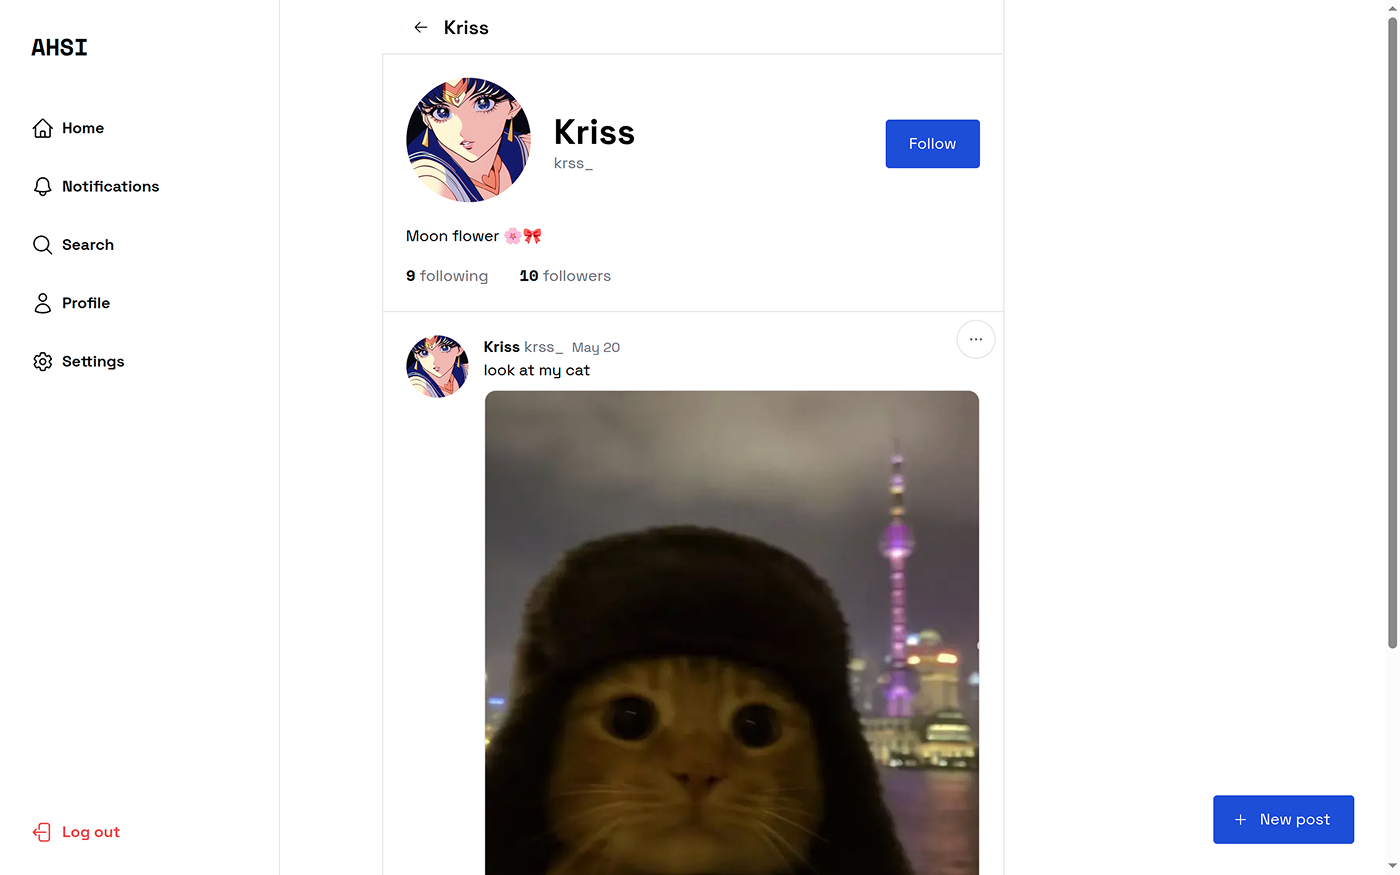 AHSI
Home
Notifications
Search
Profile
Settings
Log out
Kriss
Kriss
krss_
Follow
Moon flower 🌸🎀
9 following 10 followers
Kriss krss_ May 20
look at my cat
+ New post